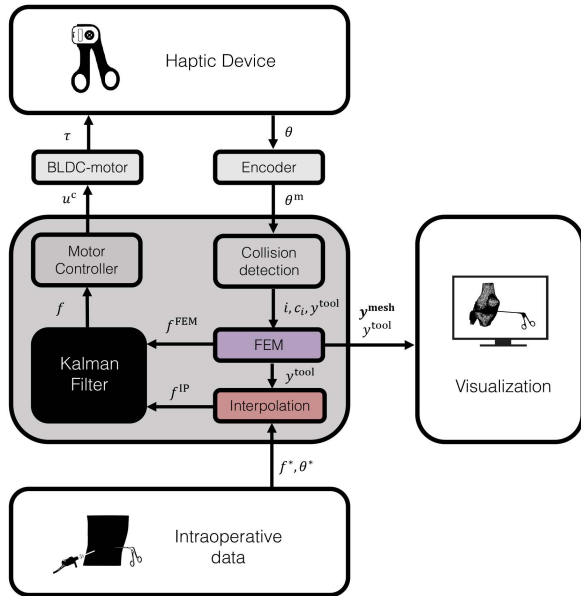 Haptic Device
τ
θ
BLDC-motor
Encoder
u^c
θ^m
Motor
Controller
Collision
detection
f
i, c_i, y^tool
f^FEM
FEM
y^mesh
y^tool
Kalman
Filter
y^tool
f^IP
Interpolation
Visualization
f*, θ*
Intraoperative
data